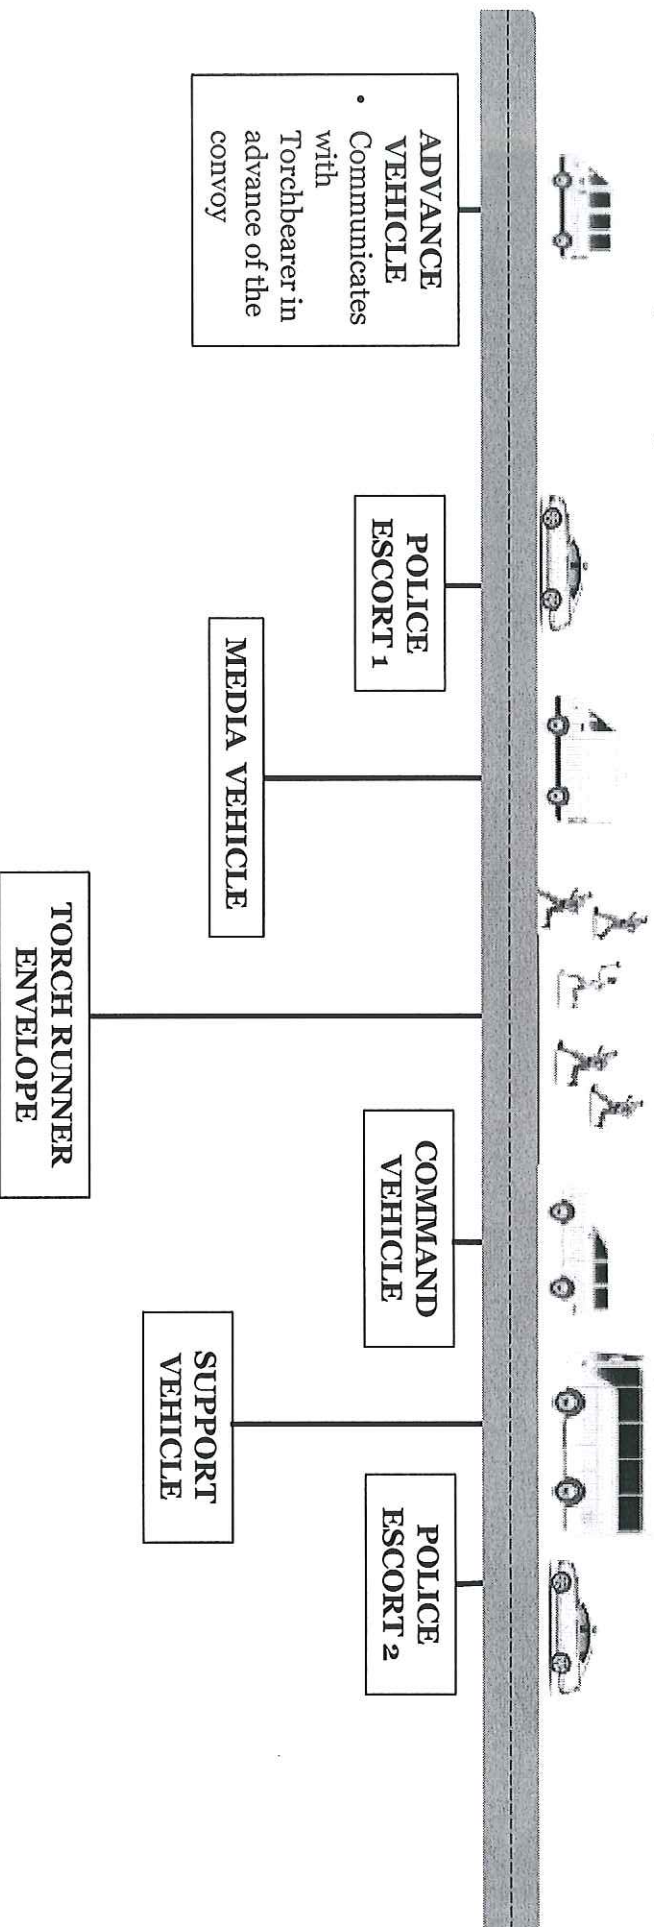 ADVANCE
VEHICLE
• Communicates
with
Torchbearer in
advance of the
convoy
POLICE
ESCORT 1
MEDIA VEHICLE
TORCH RUNNER
ENVELOPE
COMMAND
VEHICLE
SUPPORT
VEHICLE
POLICE
ESCORT 2